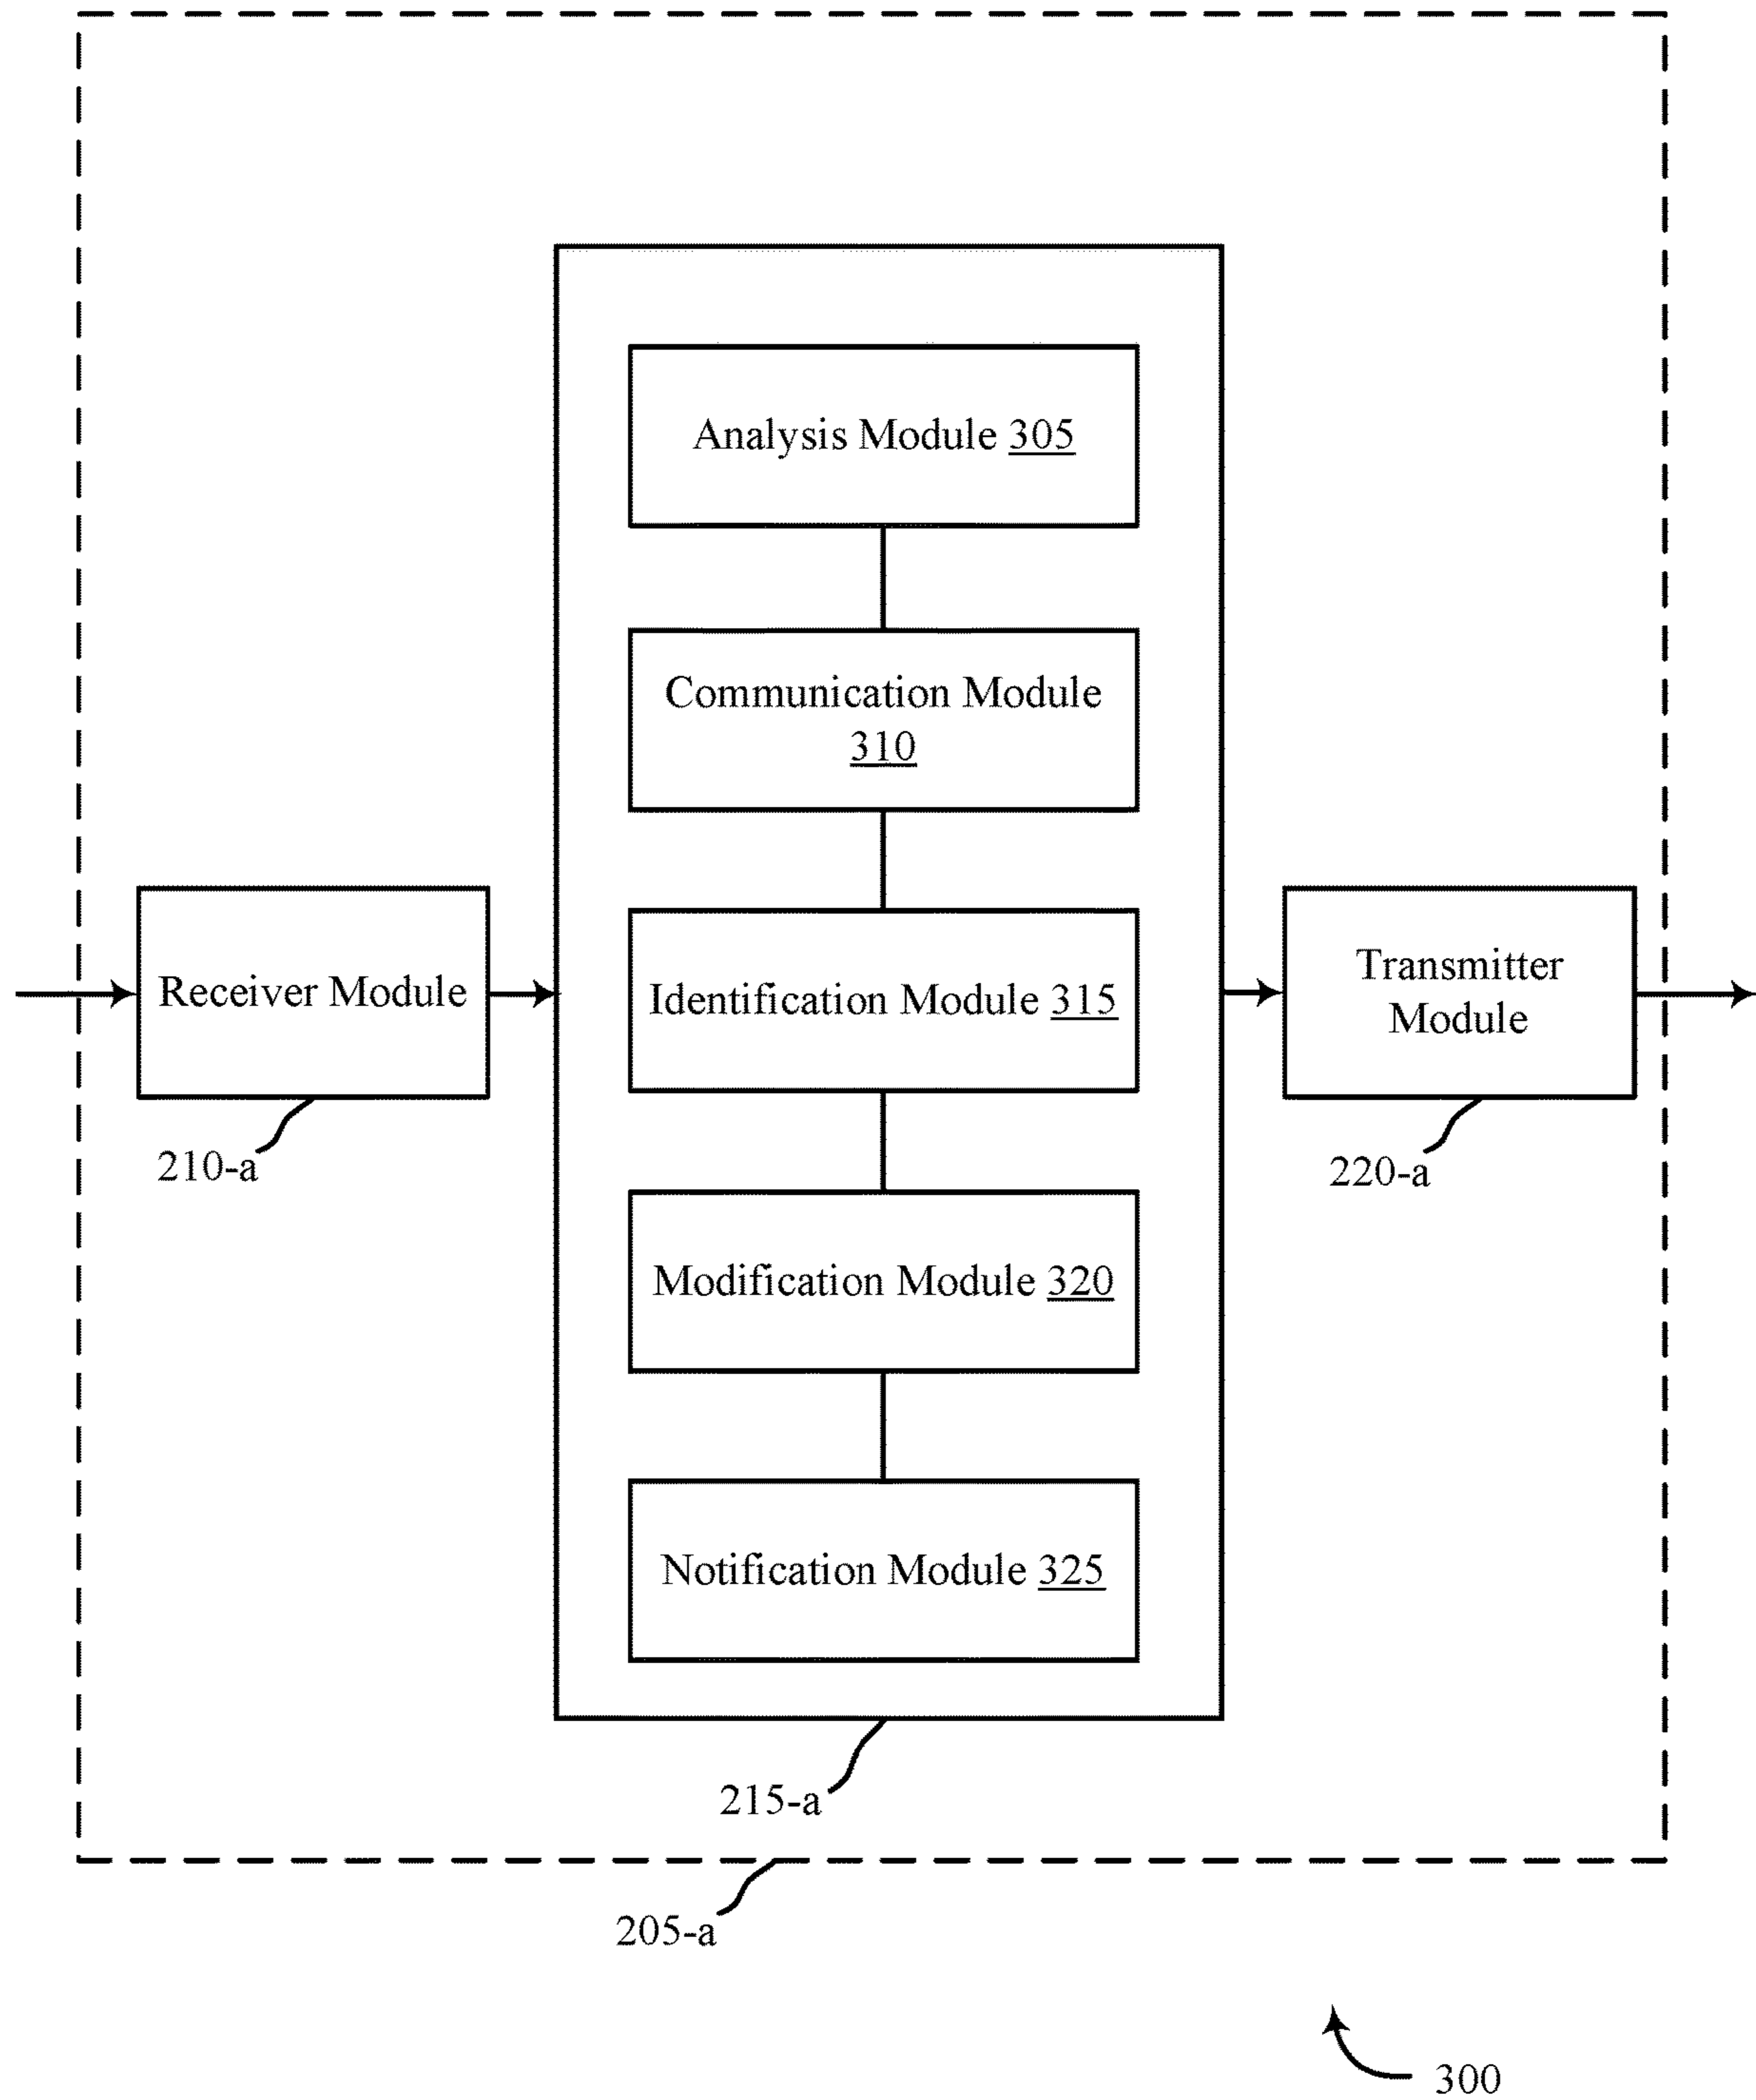 Analysis Module 305
Communication Module
310
Receiver Module
Identification Module 315
Transmitter
Module
210-a
220-a
Modification Module 320
Notification Module 325
215-a
205-a
300